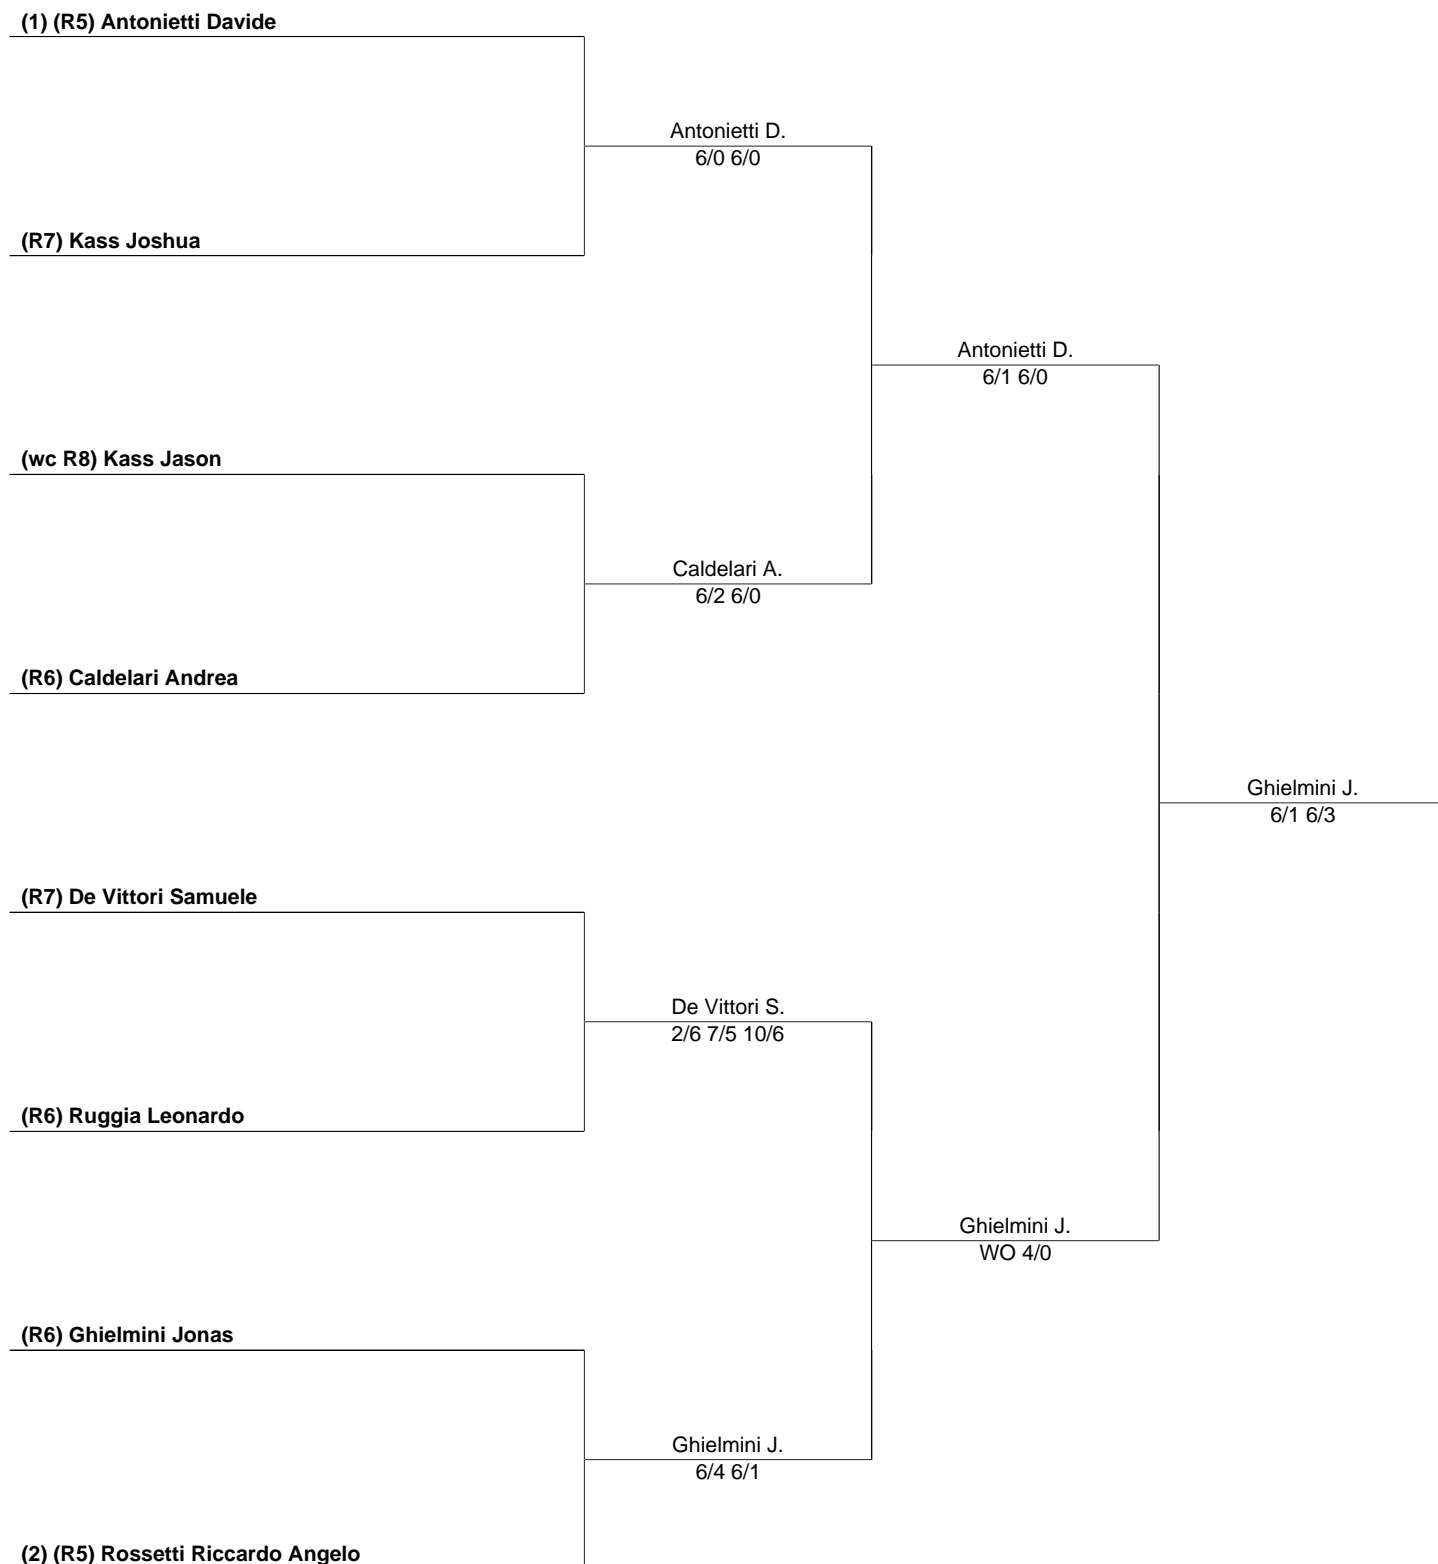 (1) (R5) Antonietti Davide
Antonietti D.
6/0 6/0
(R7) Kass Joshua
Antonietti D.
6/1 6/0
(wc R8) Kass Jason
Caldelari A.
6/2 6/0
(R6) Caldelari Andrea
Ghielmini J.
6/1 6/3
(R7) De Vittori Samuele
De Vittori S.
2/6 7/5 10/6
(R6) Ruggia Leonardo
Ghielmini J.
WO 4/0
(R6) Ghielmini Jonas
Ghielmini J.
6/4 6/1
(2) (R5) Rossetti Riccardo Angelo